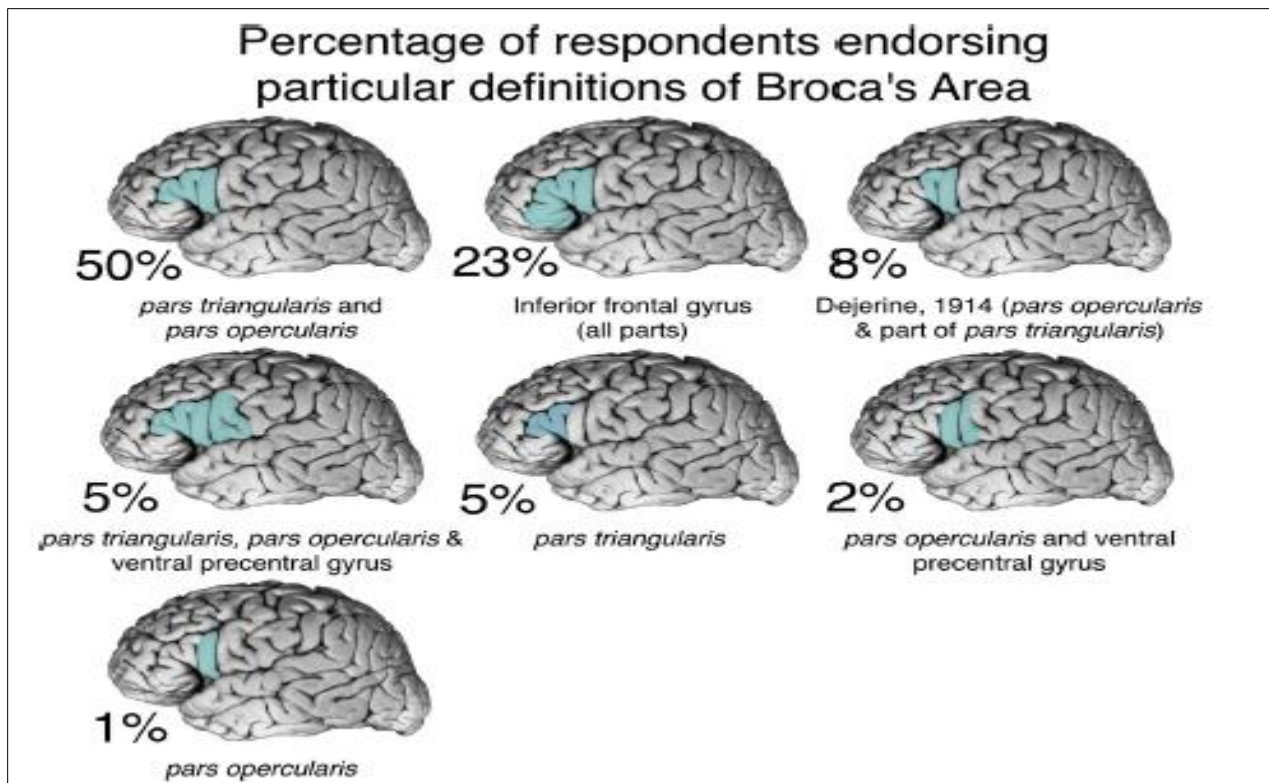 Percentage of respondents endorsing
particular definitions of Broca's Area
50%
pars triangularis and
pars opercularis
23%
Inferior frontal gyrus
(all parts)
8%
Dejerine, 1914 (pars opercularis
& part of pars triangularis)
5%
pars triangularis, pars opercularis &
ventral precentral gyrus
5%
pars triangularis
2%
pars opercularis and ventral
precentral gyrus
1%
pars opercularis